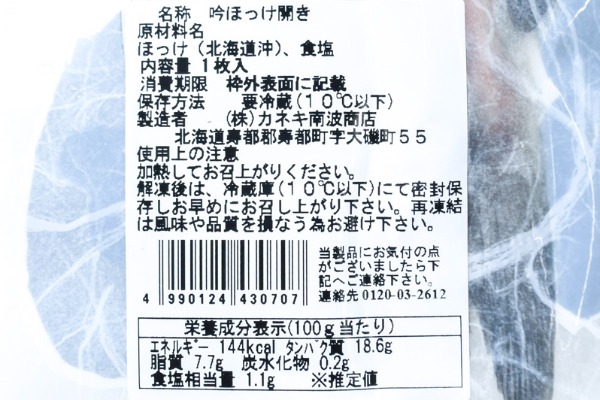 名称　吟ほっけ開き
原材料名
ほっけ（北海道沖）、食塩
内容量 1枚入
消費期限　枠外表面に記載
保存方法　要冷蔵(10℃以下)
製造者　(株)カネキ南波商店
北海道寿都郡寿都町字大磯町55
使用上の注意
加熱してお召上がりください。
解凍後は、冷蔵庫(10℃以下)にて密封保
存しお早めにお召し上がり下さい。再凍結
は風味や品質を損なう為お避け下さい。
当製品にお気付の点
がございましたら下
記へご連絡下さい。
連絡先 0120-03-2612
4 990124 430707
栄養成分表示(100g当たり)
エネルギー 144kcal タンパク質 18.6g
脂質 7.7g 炭水化物 0.2g
食塩相当量 1.1g ※推定値